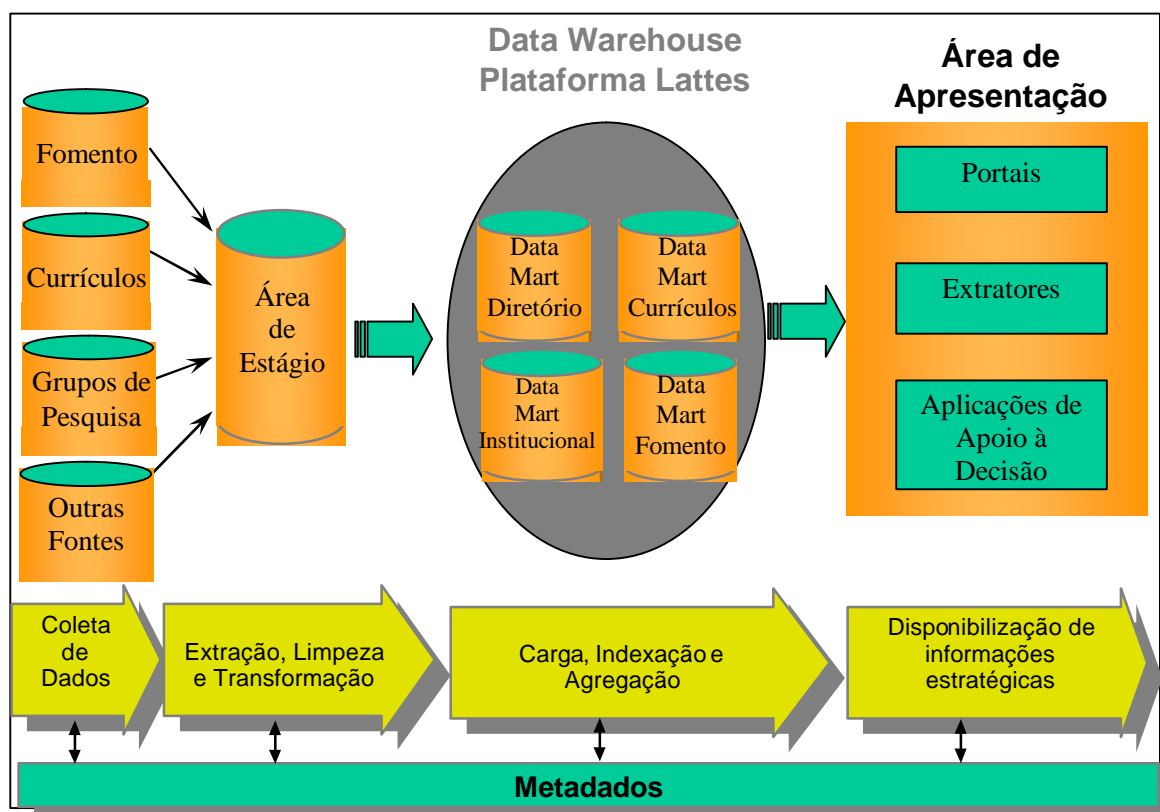 Data Warehouse
Plataforma Lattes
Área de
Apresentação
Fomento
Currículos
Grupos de
Pesquisa
Outras
Fontes
Área
de
Estágio
Data
Mart
Diretório
Data
Mart
Currículos
Data
Mart
Institucional
Data
Mart
Fomento
Portais
Extratores
Aplicações de
Apoio à
Decisão
Coleta
de
Dados
Extração, Limpeza
e Transformação
Carga, Indexação e
Agregação
Disponibilização de
informações
estratégicas
Metadados